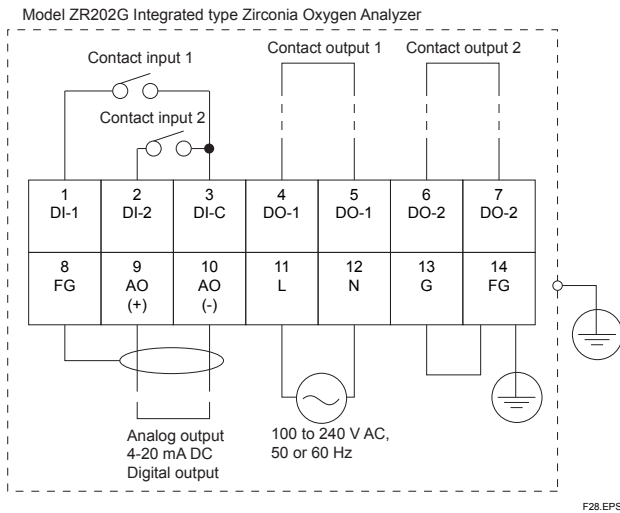 Model ZR202G Integrated type Zirconia Oxygen Analyzer
Contact input 1
Contact output 1
Contact output 2
Contact input 2
1
DI-1
2
DI-2
3
DI-C
4
DO-1
5
DO-1
6
DO-2
7
DO-2
8
FG
9
AO
(+)
10
AO
(-)
11
L
12
N
13
G
14
FG
Analog output
4-20 mA DC
Digital output
100 to 240 V AC,
50 or 60 Hz
F28.EPS